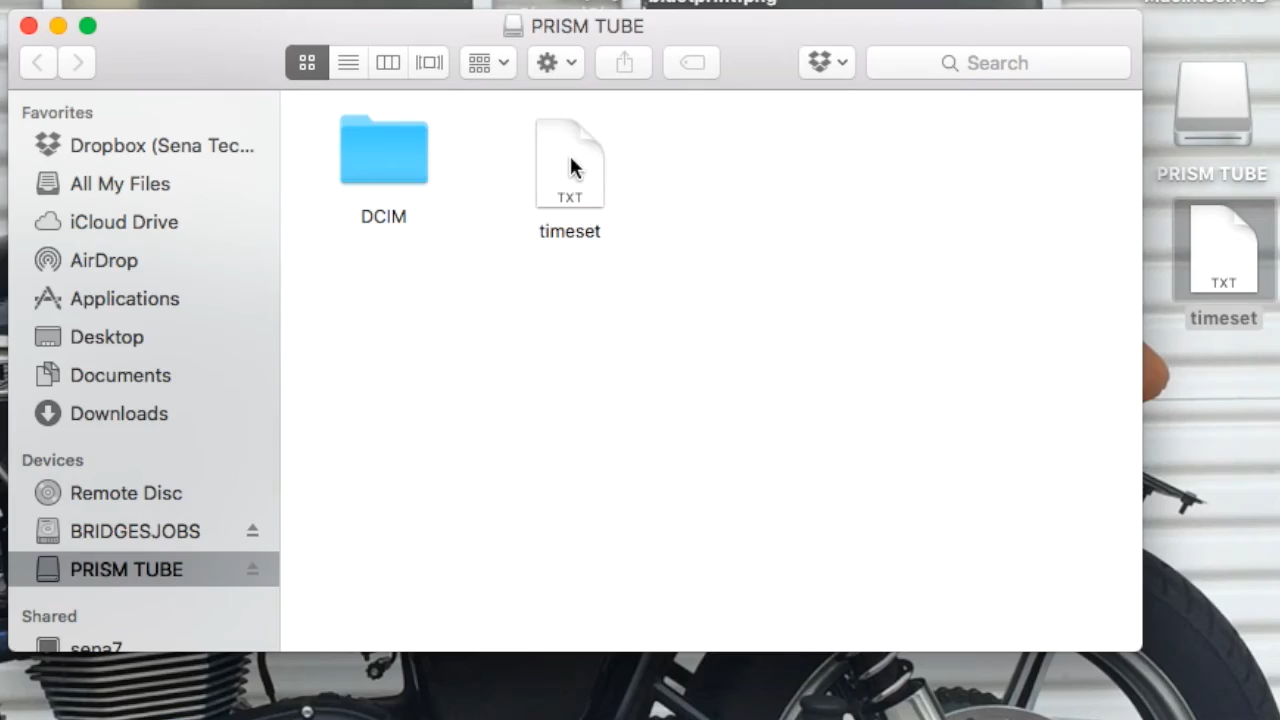 PRISM TUBE
Search
Favorites
Dropbox (Sena Tec...
All My Files
iCloud Drive
AirDrop
Applications
Desktop
Documents
Downloads
Devices
Remote Disc
BRIDGESJOBS
PRISM TUBE
Shared
sena7
DCIM
TXT
timeset
PRISM TUBE
TXT
timeset